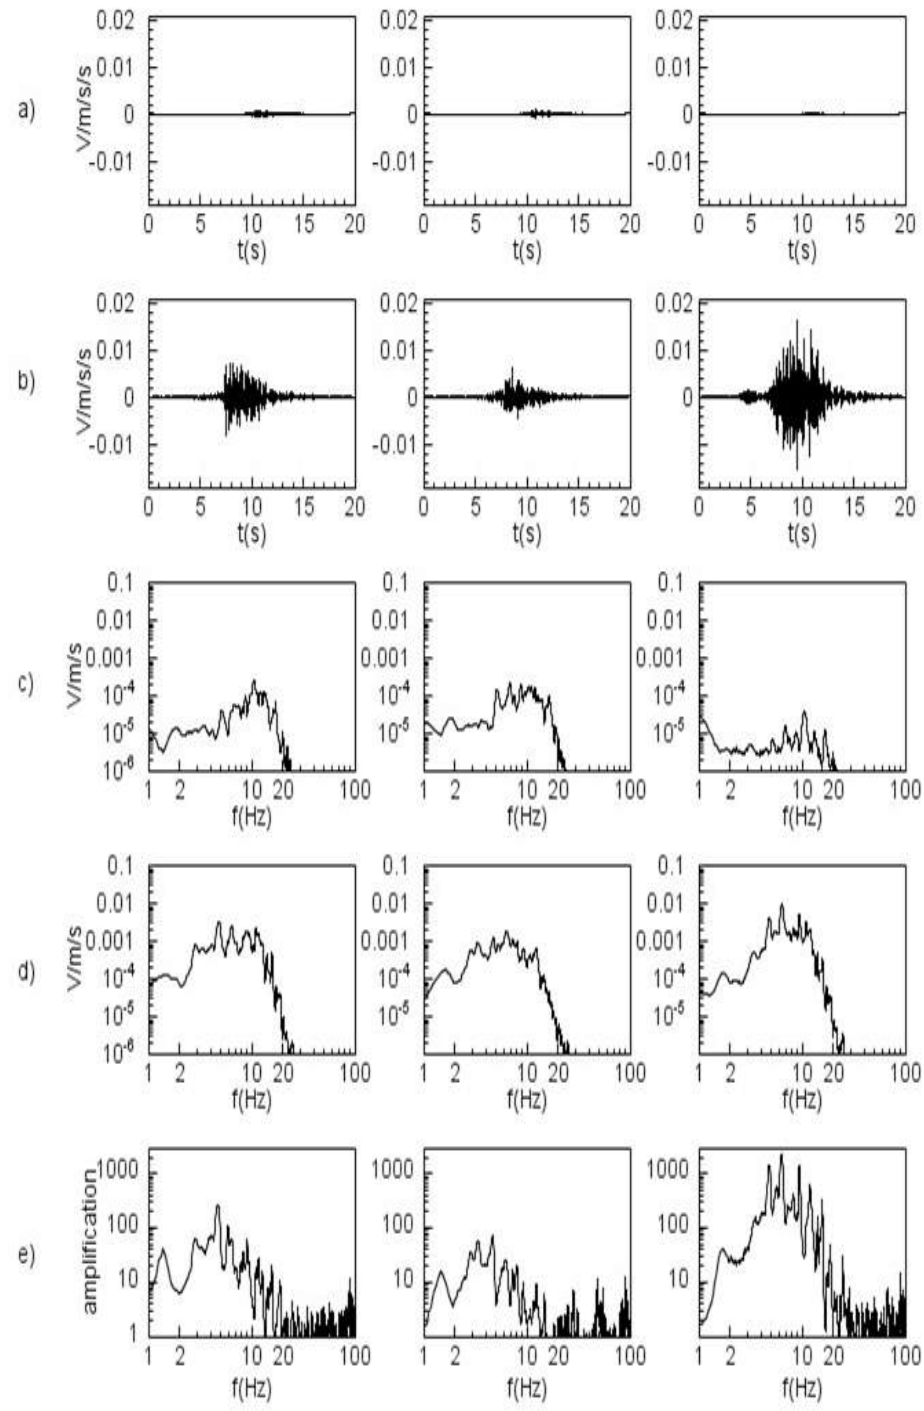 a)
V/m/s/s
0.02 0.02 0.02
0.01 0.01 0.01
0 0 0
-0.01 -0.01 -0.01
0 5 10 15 20 0 5 10 15 20 0 5 10 15 20
t(s) t(s) t(s)
b)
V/m/s/s
0.02 0.02 0.02
0.01 0.01 0.01
0 0 0
-0.01 -0.01 -0.01
0 5 10 15 20 0 5 10 15 20 0 5 10 15 20
t(s) t(s) t(s)
c)
V/m/s
0.1 0.1 0.1
0.01 0.01 0.01
0.001 0.001 0.001
10-4 10-4 10-4
10-5 10-5 10-5
10-6 10-6 10-6
1 2 10 20 100 1 2 10 20 100 1 2 10 20 100
f(Hz) f(Hz) f(Hz)
d)
V/m/s
0.1 0.1 0.1
0.01 0.01 0.01
0.001 0.001 0.001
10-4 10-4 10-4
10-5 10-5 10-5
10-6 10-6 10-6
1 2 10 20 100 1 2 10 20 100 1 2 10 20 100
f(Hz) f(Hz) f(Hz)
e)
amplification
1000 1000 1000
100 100 100
10 10 10
1 1 1
1 2 10 20 100 1 2 10 20 100 1 2 10 20 100
f(Hz) f(Hz) f(Hz)